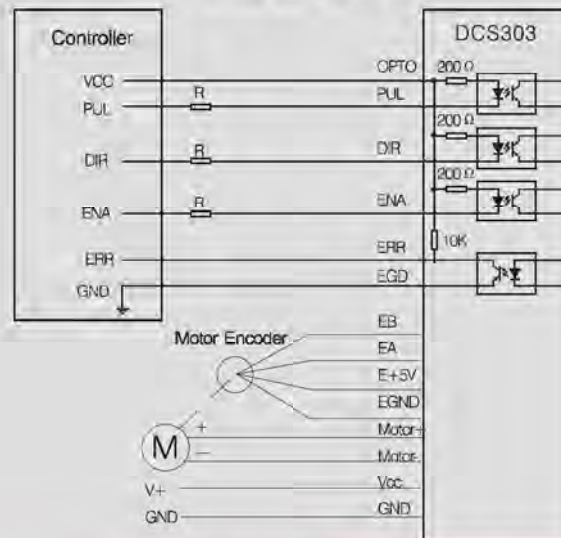 Controller
DCS303
VCC
OPTO
200 Ω
PUL
R
PUL
200 Ω
DIR
R
DIR
200 Ω
ENA
R
ENA
10K
ERR
ERR
GND
EGD
Motor Encoder
EB
EA
E+5V
EGND
+
Motor+
M
−
Motor-
V+
Vcc
GND
GND